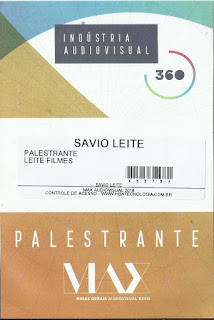 INDÚSTRIA
AUDIOVISUAL
360
SAVIO LEITE
PALESTRANTE
LEITE FILMES
SAVIO LEITE
MAX AUDIOVISUAL 2018
CONTROLE DE ACESSO - WWW.HGATECNOLOGIA.COM.BR
PALESTRANTE
MAX
MINAS GERAIS AUDIOVISUAL EXPO